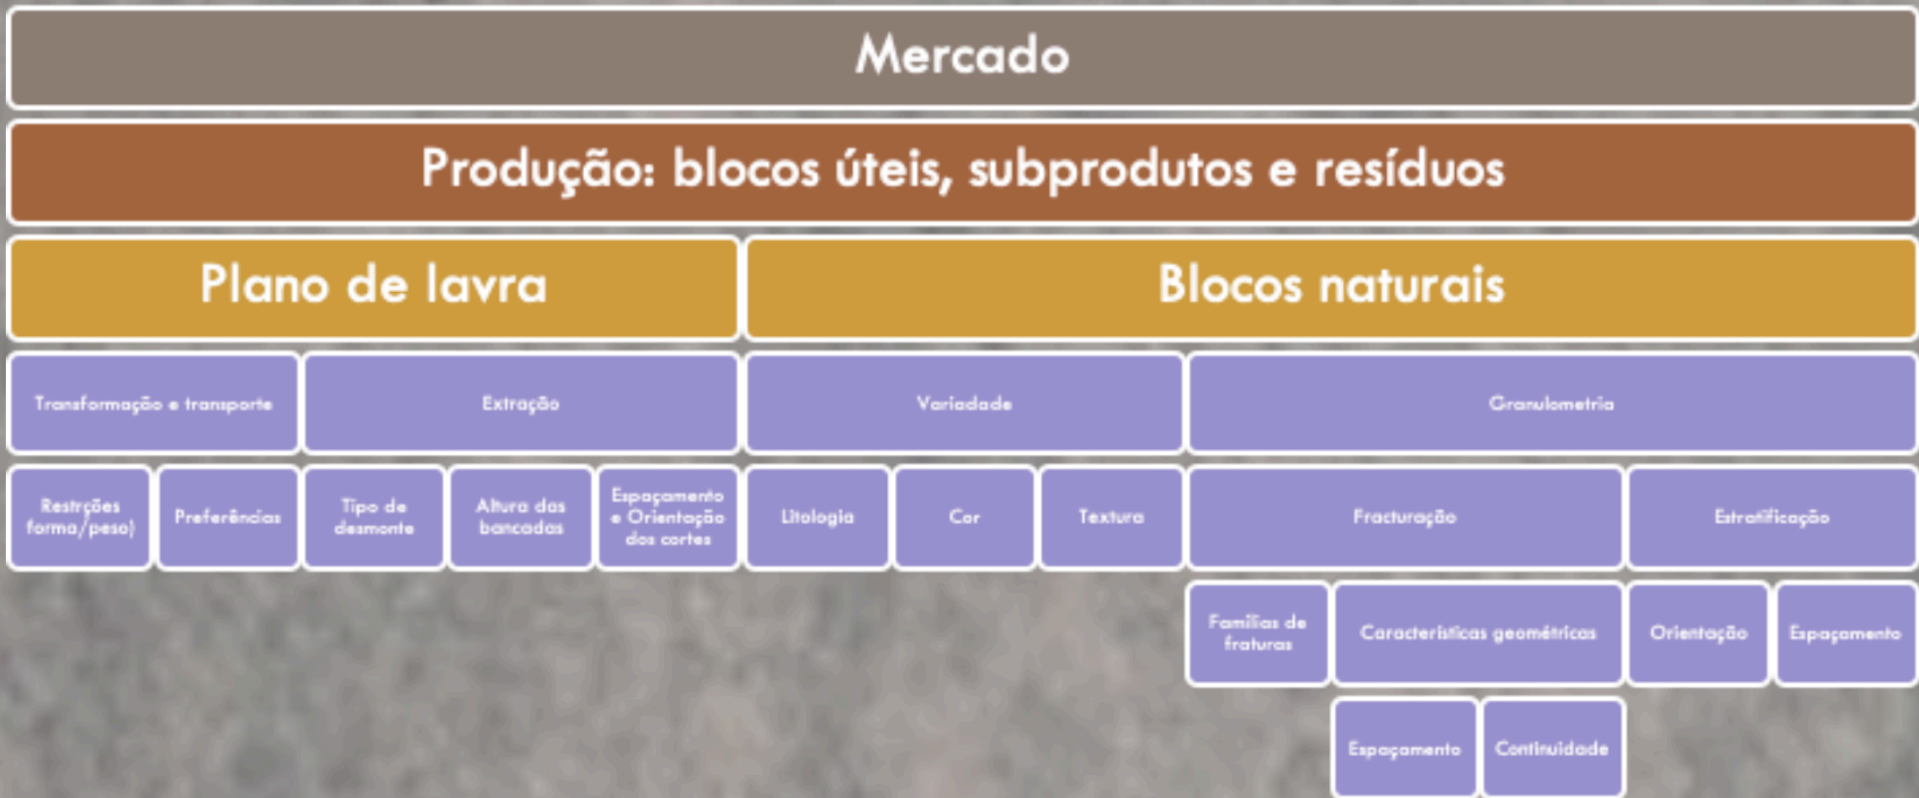 Mercado
Produção: blocos úteis, subprodutos e resíduos
Plano de lavra
Blocos naturais
Transformação e transporte
Extração
Variadade
Granulometria
Restrções
forma/peso)
Preferências
Tipo de
desmonte
Altura das
bancadas
Espaçamento
e Orientação
dos cortes
Litologia
Cor
Textura
Fracturação
Estratificação
Famílias de
fraturas
Características geométricas
Orientação
Espaçamento
Espaçamento
Continuidade